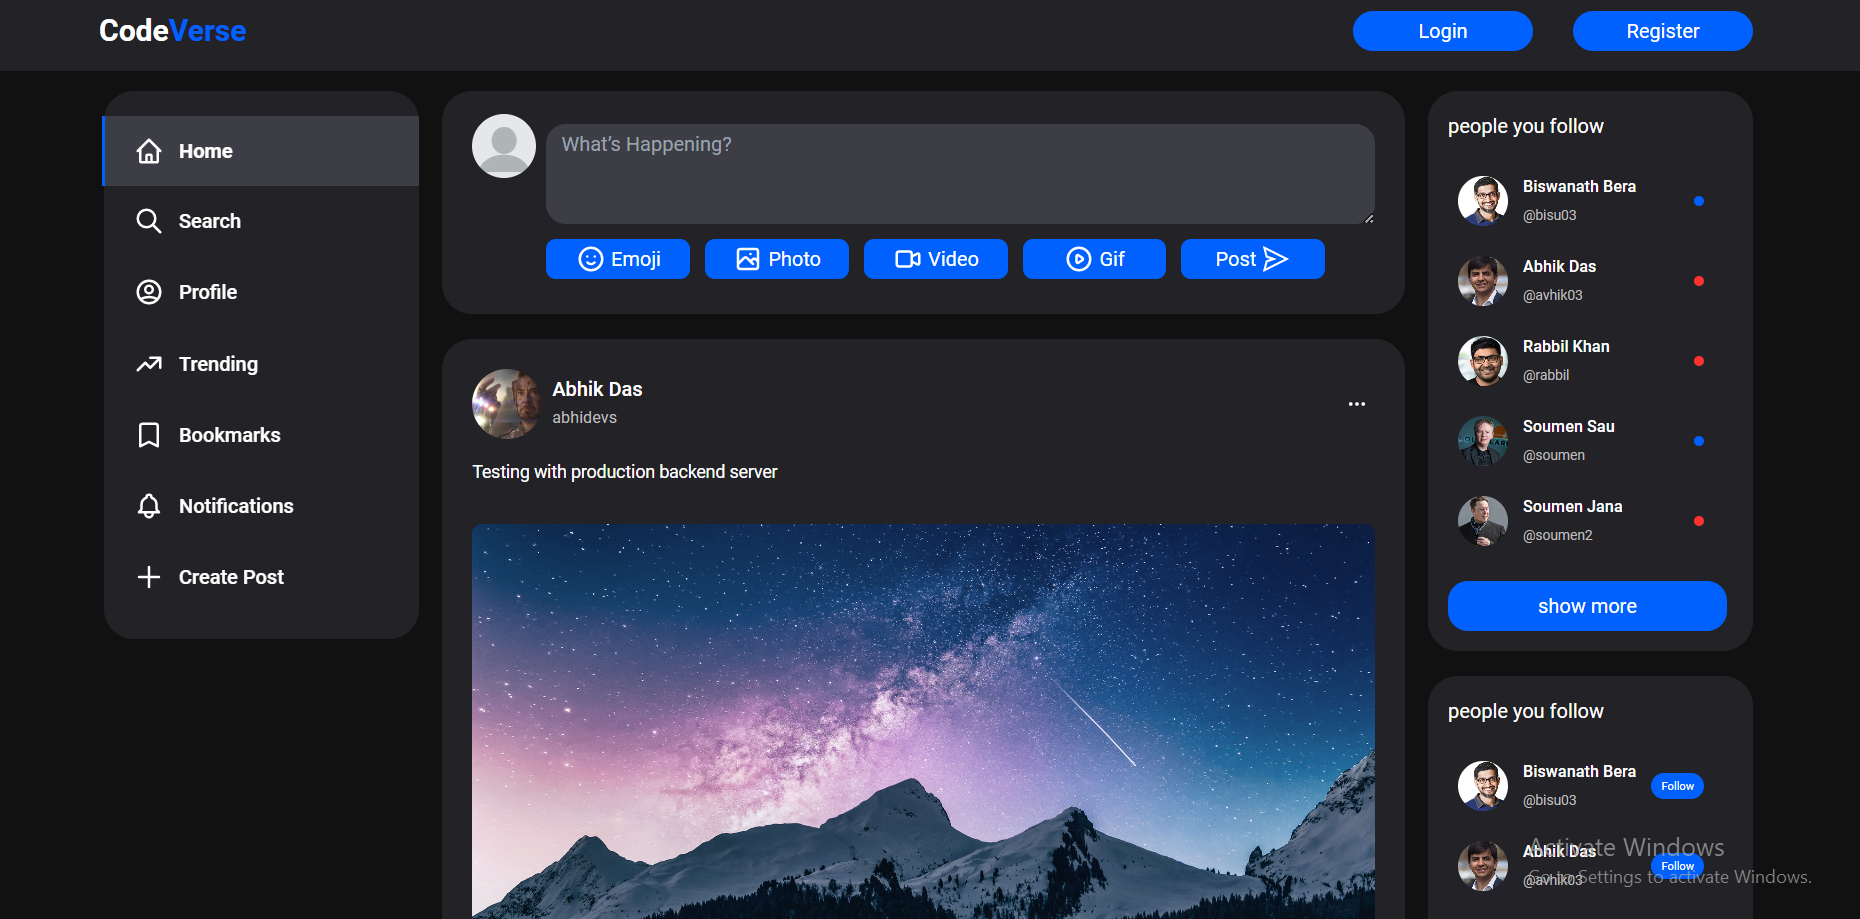 CodeVerse
Login
Register
Home
Search
Profile
Trending
Bookmarks
Notifications
Create Post
What’s Happening?
Emoji
Photo
Video
Gif
Post
Abhik Das
abhidevs
Testing with production backend server
people you follow
Biswanath Bera
@bisu03
Abhik Das
@avhik03
Rabbil Khan
@rabbil
Soumen Sau
@soumen
Soumen Jana
@soumen2
show more
people you follow
Biswanath Bera
@bisu03
Follow
Abhik Das
@avhik03
Follow
Activate Windows
Go to Settings to activate Windows.